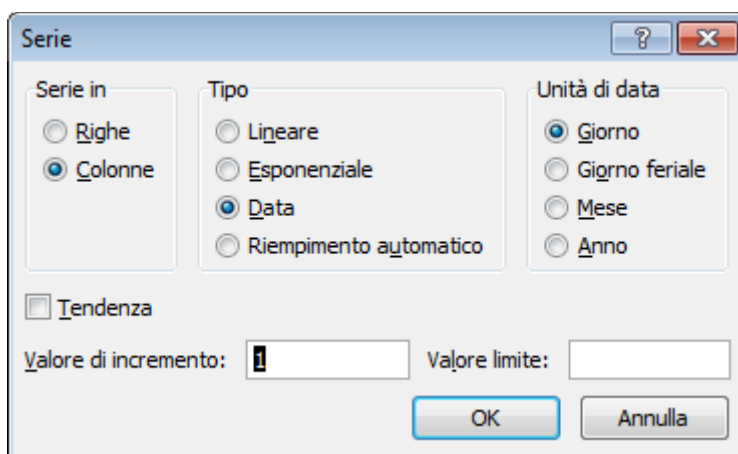 Serie
Serie in
Righe
Colonne
Tipo
Lineare
Esponenziale
Data
Riempimento automatico
Unità di data
Giorno
Giorno feriale
Mese
Anno
Tendenza
Valore di incremento: 1
Valore limite:
OK
Annulla